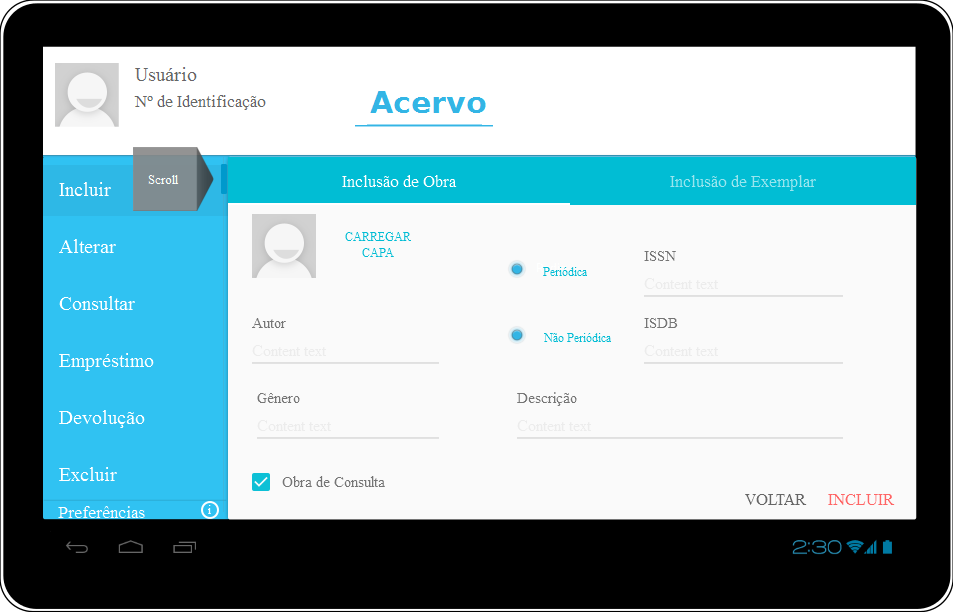 Usuário
Nº de Identificação
Acervo
Incluir
Scroll
Alterar
Consultar
Empréstimo
Devolução
Excluir
Preferências
Inclusão de Obra
Inclusão de Exemplar
CARREGAR
CAPA
Periódica
ISSN
Content text
Autor
Content text
Não Periódica
ISDB
Content text
Gênero
Content text
Descrição
Content text
Obra de Consulta
VOLTAR
INCLUIR
2:30